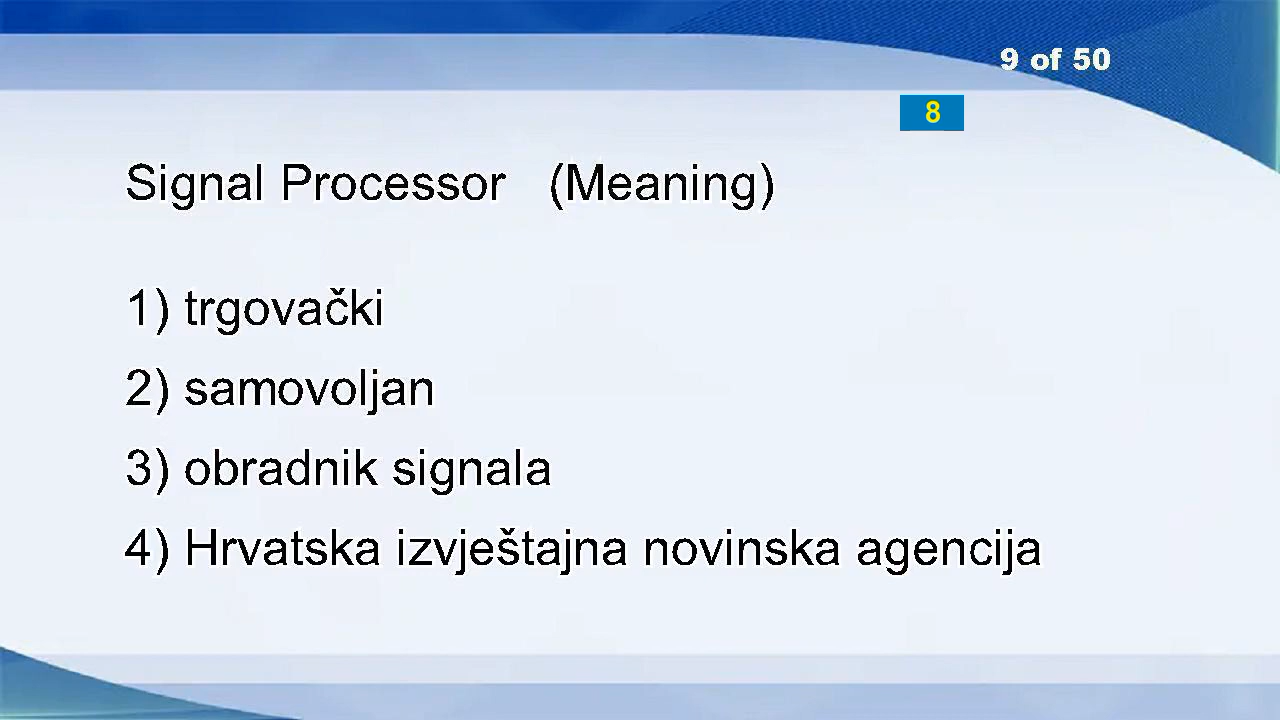 9 of 50
8
Signal Processor (Meaning)
1) trgovački
2) samovoljan
3) obradnik signala
4) Hrvatska izvještajna novinska agencija